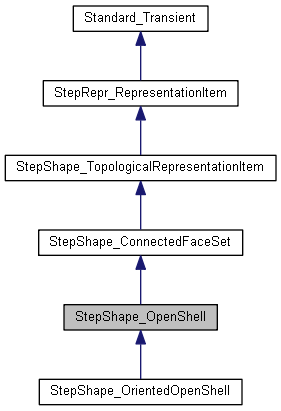 Standard_Transient
StepRepr_RepresentationItem
StepShape_TopologicalRepresentationItem
StepShape_ConnectedFaceSet
StepShape_OpenShell
StepShape_OrientedOpenShell